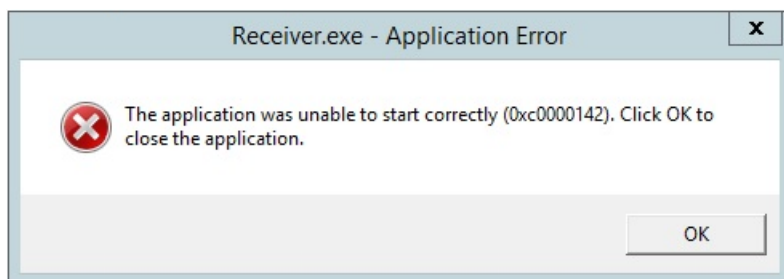 Receiver.exe - Application Error
x
The application was unable to start correctly (0xc0000142). Click OK to
close the application.
OK